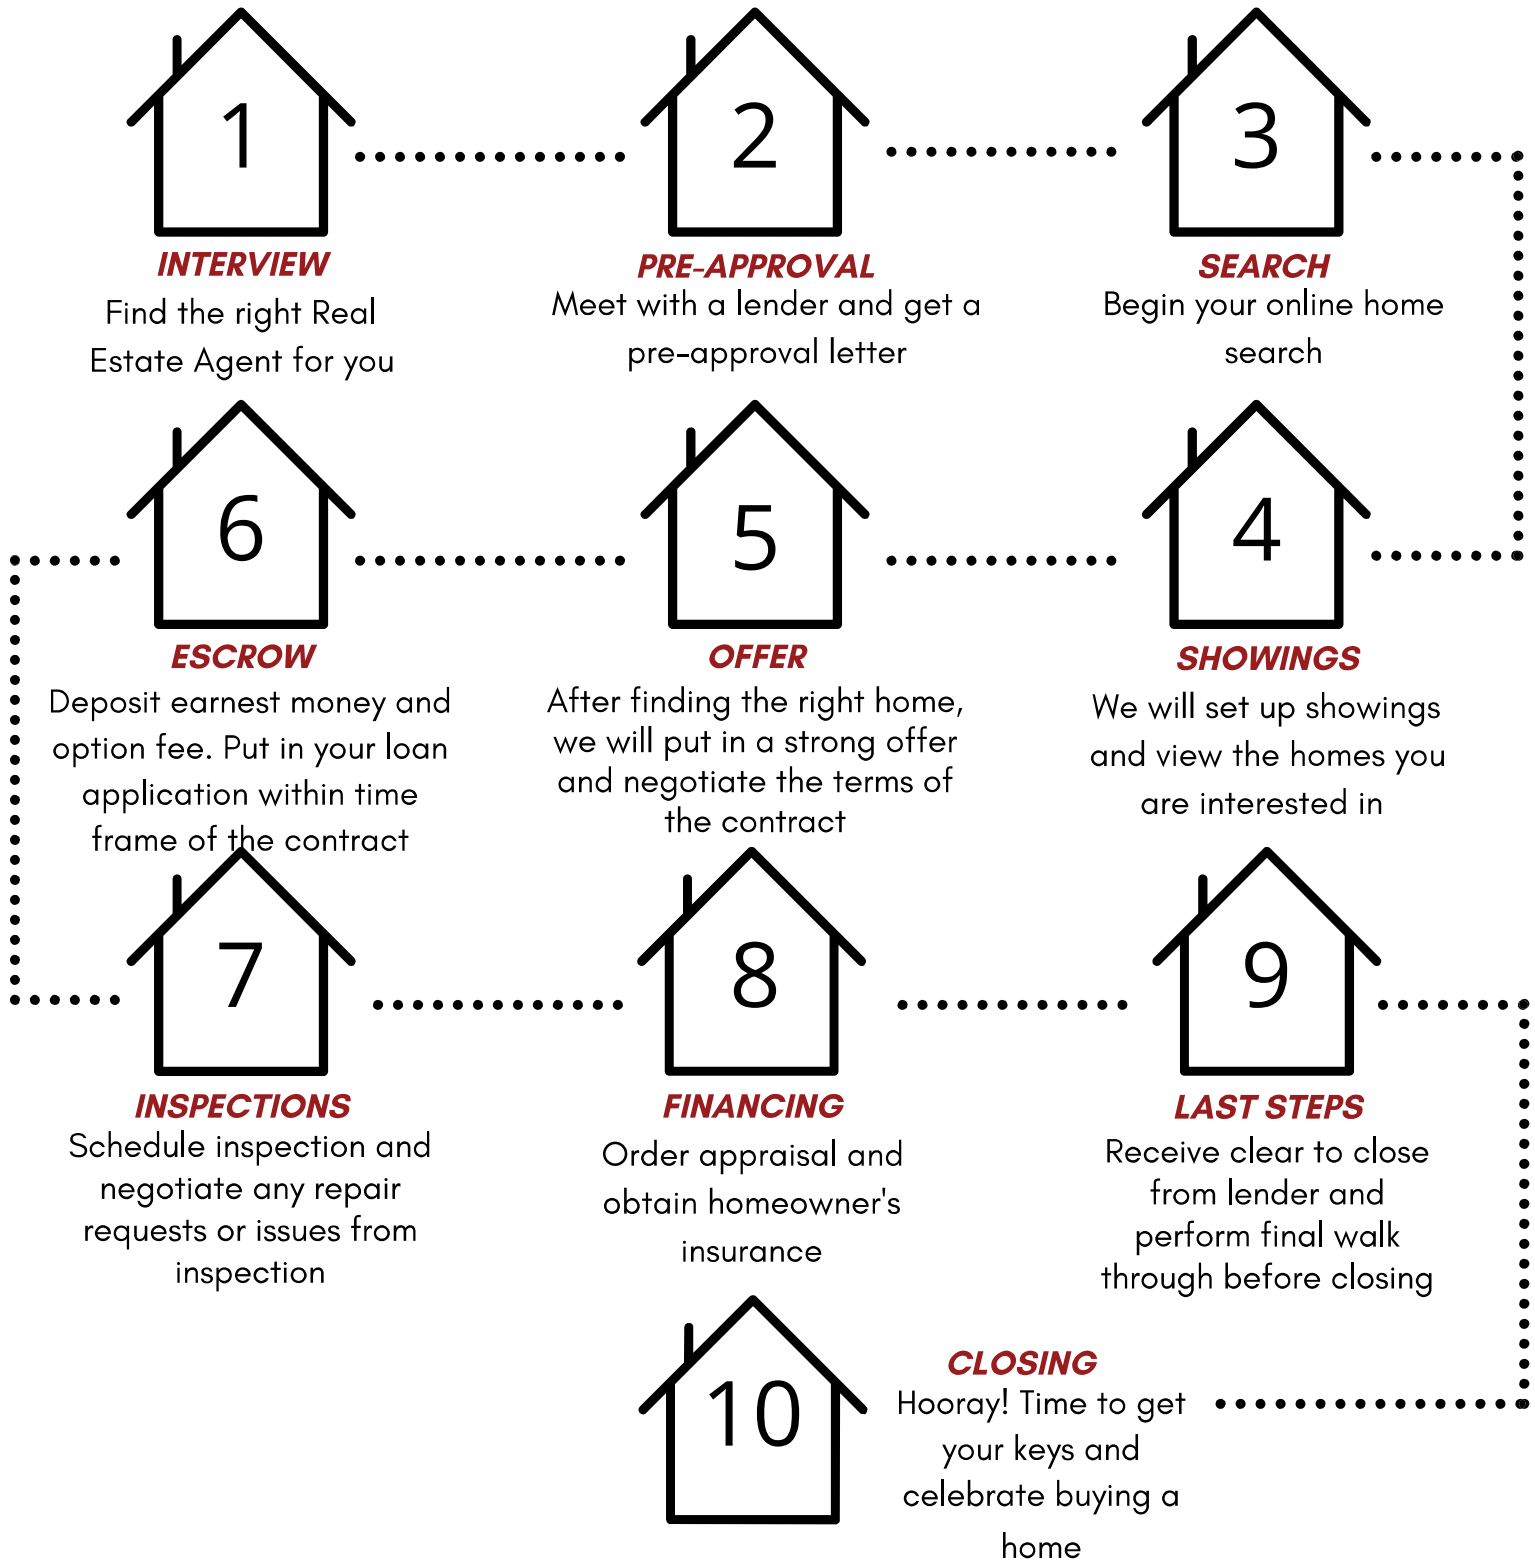 1
INTERVIEW
Find the right Real
Estate Agent for you
2
PRE-APPROVAL
Meet with a lender and get a
pre-approval letter
3
SEARCH
Begin your online home
search
4
SHOWINGS
We will set up showings
and view the homes you
are interested in
5
OFFER
After finding the right home,
we will put in a strong offer
and negotiate the terms of
the contract
6
ESCROW
Deposit earnest money and
option fee. Put in your loan
application within time
frame of the contract
7
INSPECTIONS
Schedule inspection and
negotiate any repair
requests or issues from
inspection
8
FINANCING
Order appraisal and
obtain homeowner's
insurance
9
LAST STEPS
Receive clear to close
from lender and
perform final walk
through before closing
10
CLOSING
Hooray! Time to get
your keys and
celebrate buying a
home